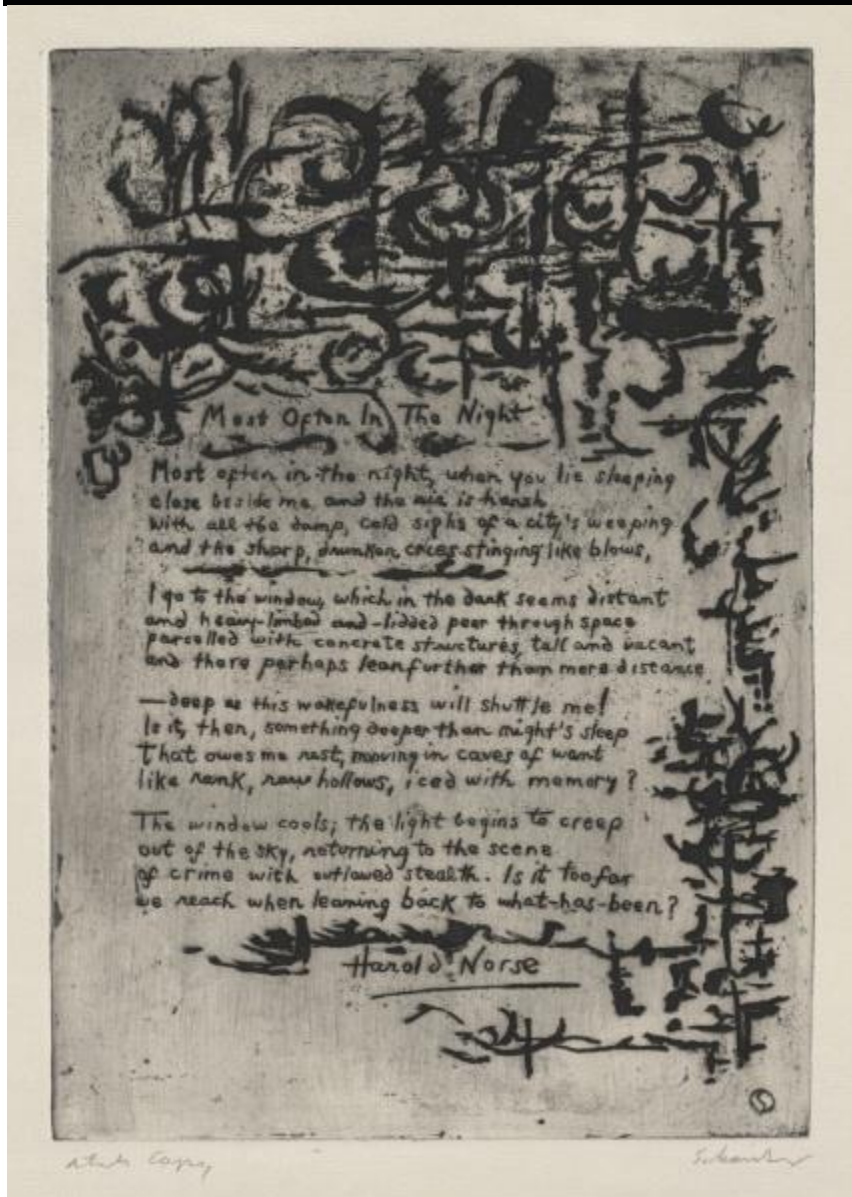 Most Often In The Night
Most often in the night, when you lie sleeping
close beside me and the air is harsh
with all the damp, cold sighs of a city's weeping
and the sharp, drunken cries stinging like blows,
I go to the window, which in the dark seems distant
and heavy-limbed and -lidded peer through space
parcelled with concrete structures, tall and vacant
and there perhaps lean further than mere distance
—deep as this wakefulness will shuttle me!
Is it, then, something deeper than night's sleep
That owes me rest, moving in caves of want
like rank, raw hollows, iced with memory?
The window cools; the light begins to creep
out of the sky, returning to the scene
of crime with outlawed stealth. Is it too far
we reach when leaning back to what-has-been?
Harold Norse